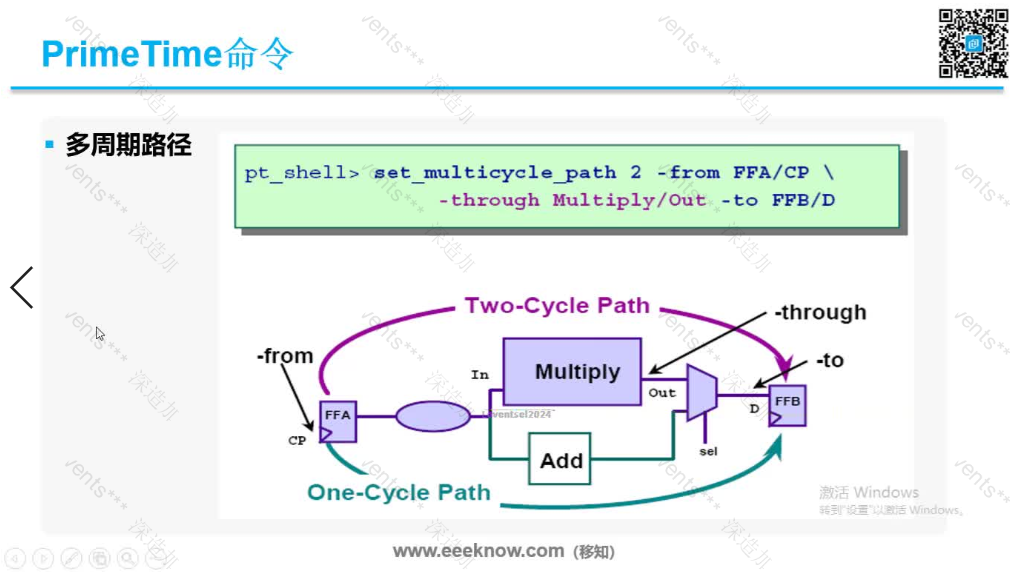 PrimeTime命令
多周期路径
pt_shell> set_multicycle_path 2 -from FFA/CP \
-through Multiply/Out -to FFB/D
Two-Cycle Path
-through
-from
-to
In
Multiply
Out
FFA
CP
D
FFB
Add
sel
One-Cycle Path
激活 Windows
转到"设置"以激活 Windows。
www.eeeknow.com（移知）